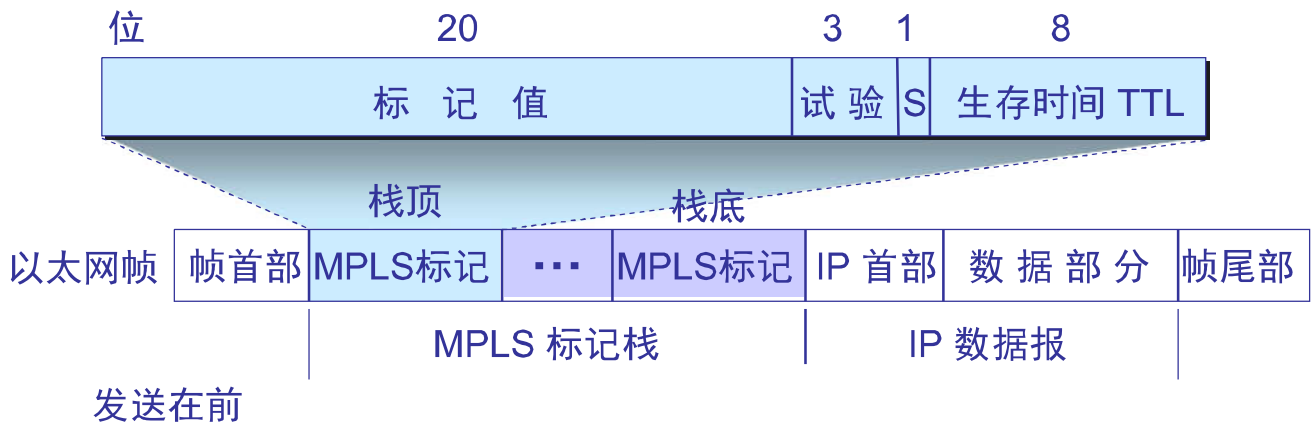 位 20 3 1 8
标 记 值 试 验 S 生存时间 TTL
栈顶 栈底
以太网帧 帧首部 MPLS标记 ··· MPLS标记 IP 首部 数 据 部 分 帧尾部
MPLS 标记栈 IP 数据报
发送在前